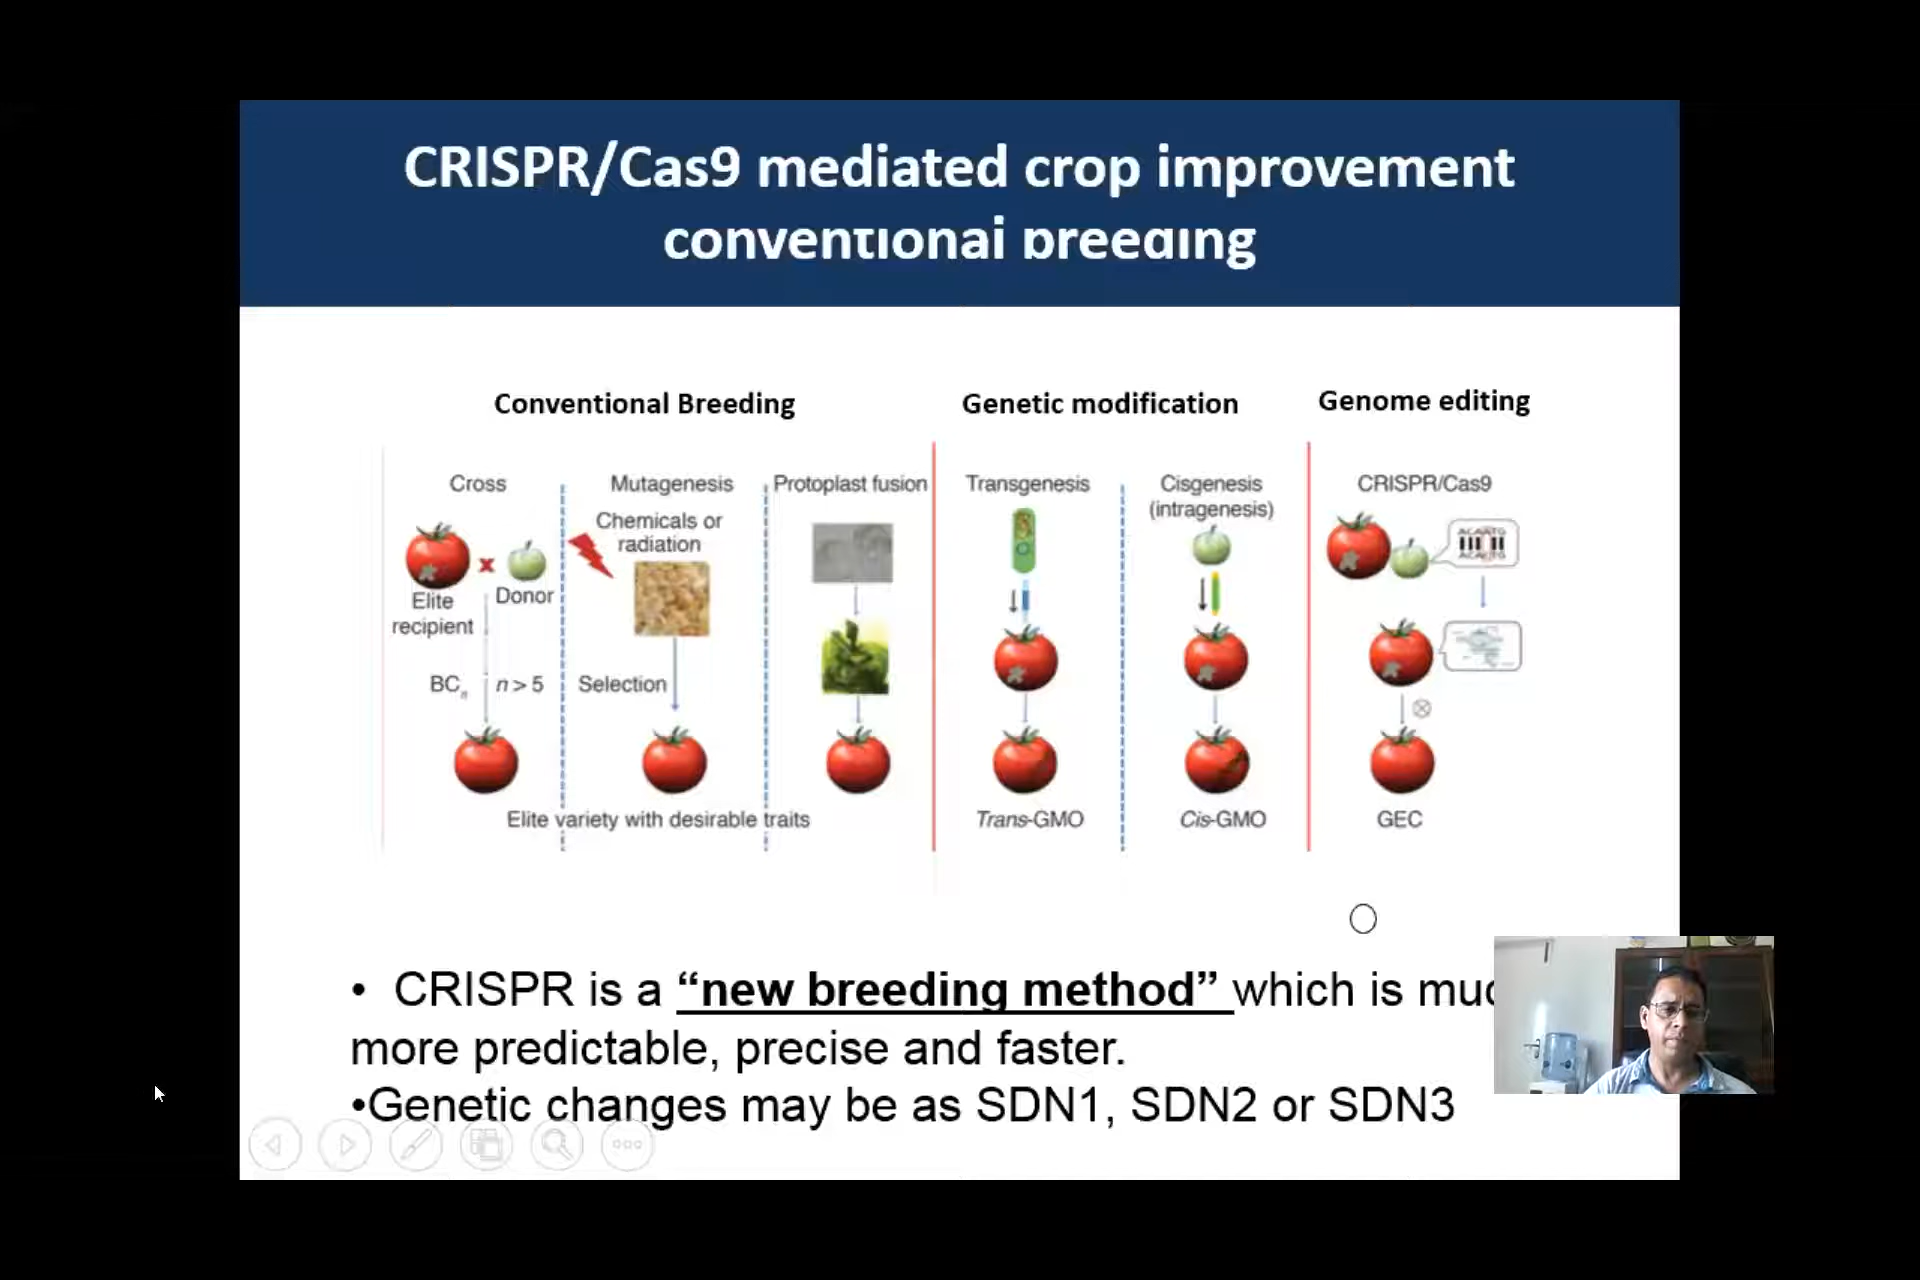 CRISPR/Cas9 mediated crop improvement
conventional breeding
Conventional Breeding
Genetic modification
Genome editing
Cross
Mutagenesis
Protoplast fusion
Transgenesis
Cisgenesis
(intragenesis)
CRISPR/Cas9
Chemicals or
radiation
x
Elite
recipient
Donor
BCn n > 5
Selection
Elite variety with desirable traits
Trans-GMO
Cis-GMO
GEC
• CRISPR is a “new breeding method” which is
more predictable, precise and faster.
•Genetic changes may be as SDN1, SDN2 or SDN3